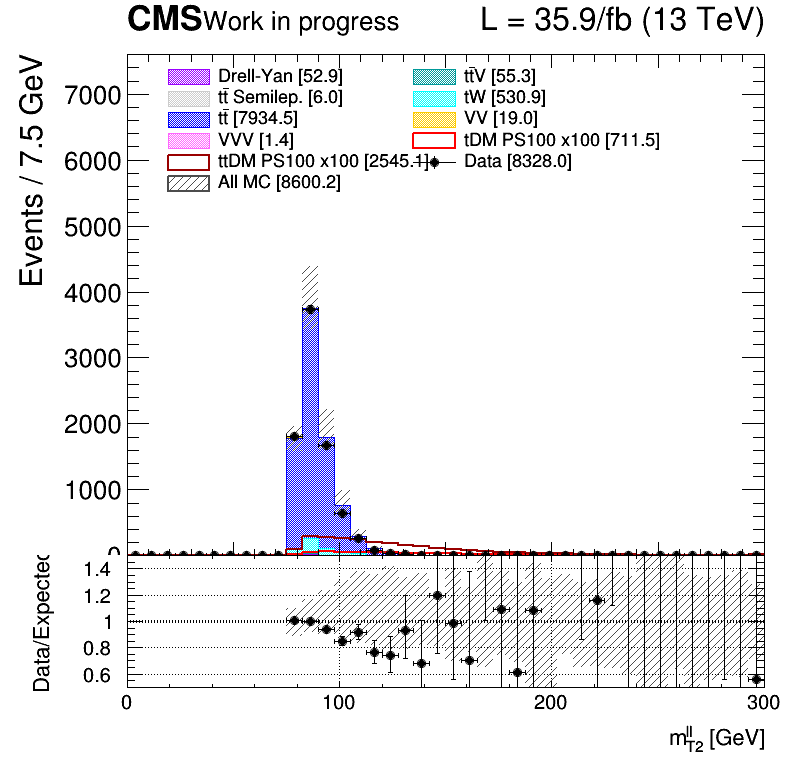 CMS Work in progress L = 35.9/fb (13 TeV)
Events / 7.5 GeV
7000
6000
5000
4000
3000
2000
1000
0
Drell-Yan [52.9]
tt̄V [55.3]
tt̄ Semilep. [6.0]
tW [530.9]
tt̄ [7934.5]
VV [19.0]
VVV [1.4]
tDM PS100 x100 [711.5]
ttDM PS100 x100 [2545.1]
Data [8328.0]
All MC [8600.2]
Data/Expected
1.4
1.2
1
0.8
0.6
0 100 200 300
m_{T2}^{ll} [GeV]